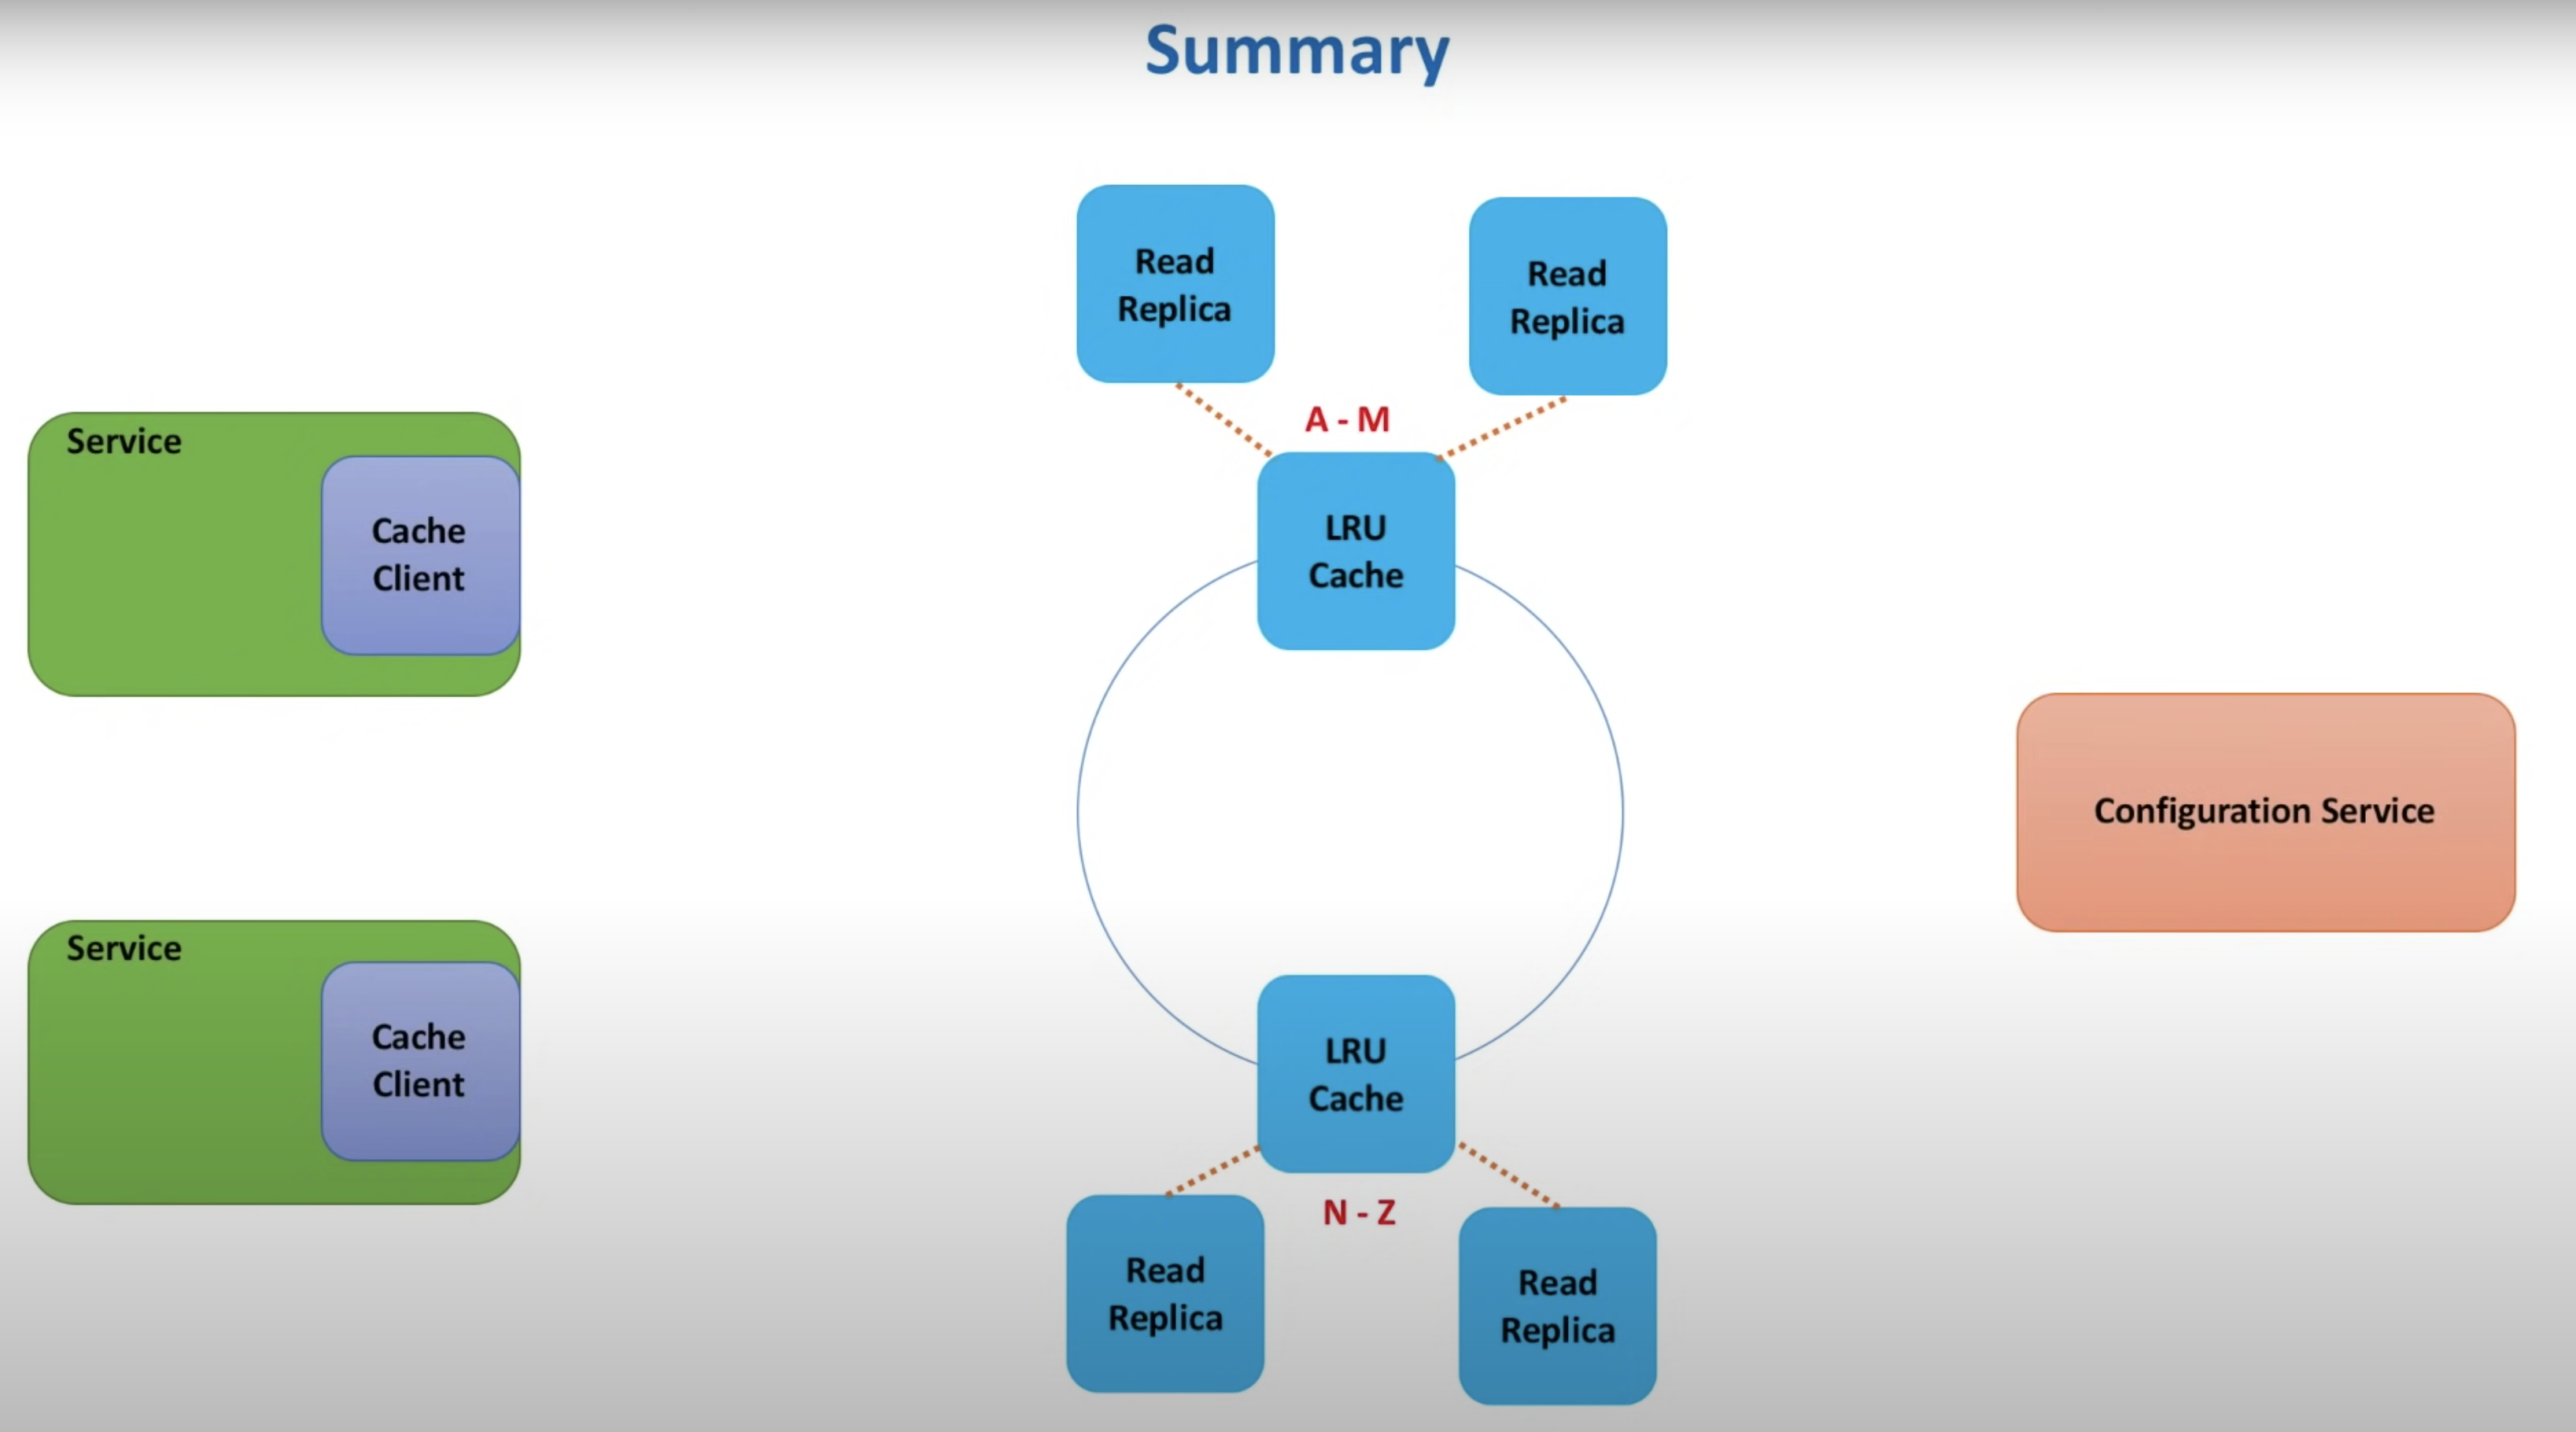 Summary
Read
Replica
Read
Replica
A - M
Service
Cache
Client
LRU
Cache
Configuration Service
Service
Cache
Client
LRU
Cache
N - Z
Read
Replica
Read
Replica